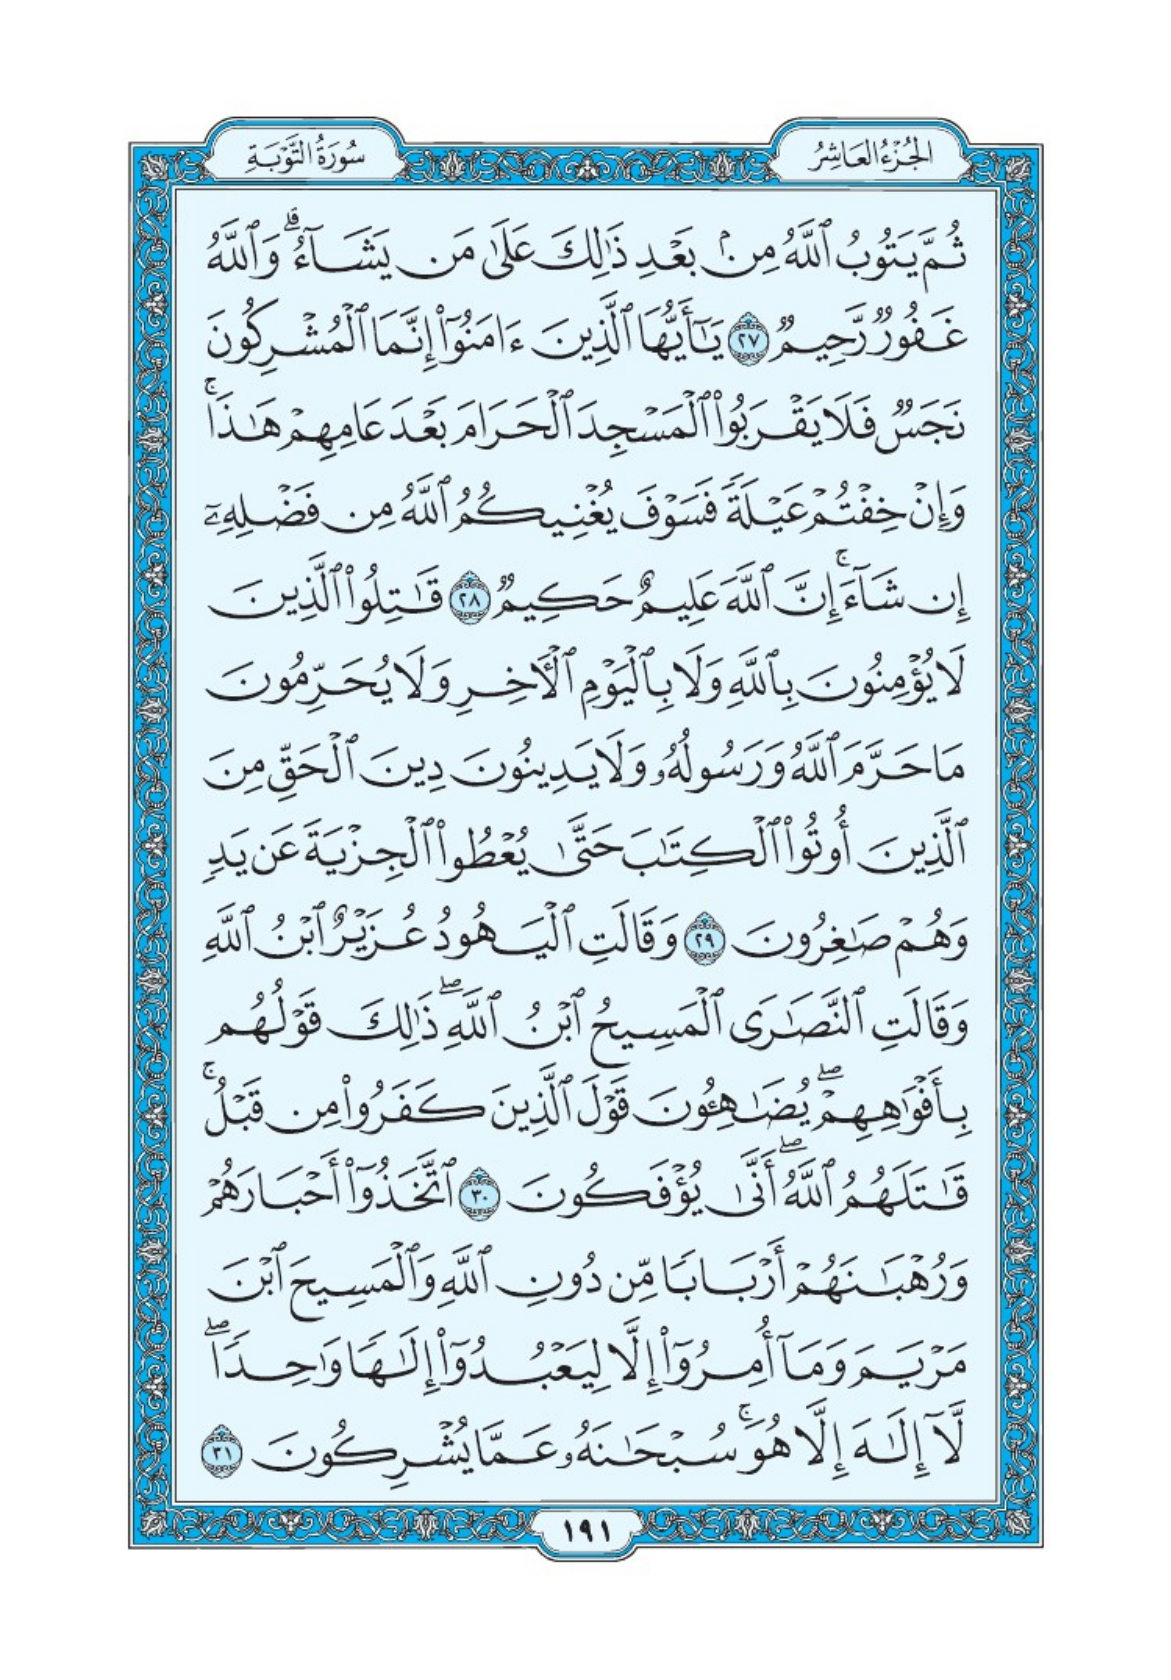 الجُزْءُ العَاشِرُ
سُورَةُ التَّوْبَةِ
ثُمَّ يَتُوبُ ٱللَّهُ مِنۢ بَعْدِ ذَٰلِكَ عَلَىٰ مَن يَشَآءُ ۗ وَٱللَّهُ
غَفُورٌ رَّحِيمٌ ٢٧ يَـٰٓأَيُّهَا ٱلَّذِينَ ءَامَنُوٓا۟ إِنَّمَا ٱلْمُشْرِكُونَ
نَجَسٌ فَلَا يَقْرَبُوا۟ ٱلْمَسْجِدَ ٱلْحَرَامَ بَعْدَ عَامِهِمْ هَـٰذَا ۚ
وَإِنْ خِفْتُمْ عَيْلَةً فَسَوْفَ يُغْنِيكُمُ ٱللَّهُ مِن فَضْلِهِۦٓ
إِن شَآءَ ۚ إِنَّ ٱللَّهَ عَلِيمٌ حَكِيمٌ ٢٨ قَـٰتِلُوا۟ ٱلَّذِينَ
لَا يُؤْمِنُونَ بِٱللَّهِ وَلَا بِٱلْيَوْمِ ٱلْـَٔاخِرِ وَلَا يُحَرِّمُونَ
مَا حَرَّمَ ٱللَّهُ وَرَسُولُهُۥ وَلَا يَدِينُونَ دِينَ ٱلْحَقِّ مِنَ
ٱلَّذِينَ أُوتُوا۟ ٱلْكِتَـٰبَ حَتَّىٰ يُعْطُوا۟ ٱلْجِزْيَةَ عَن يَدٍ
وَهُمْ صَـٰغِرُونَ ٢٩ وَقَالَتِ ٱلْيَهُودُ عُزَيْرٌ ٱبْنُ ٱللَّهِ
وَقَالَتِ ٱلنَّصَـٰرَى ٱلْمَسِيحُ ٱبْنُ ٱللَّهِ ۖ ذَٰلِكَ قَوْلُهُم
بِأَفْوَٰهِهِمْ ۖ يُضَـٰهِـُٔونَ قَوْلَ ٱلَّذِينَ كَفَرُوا۟ مِن قَبْلُ ۚ
قَـٰتَلَهُمُ ٱللَّهُ ۖ أَنَّىٰ يُؤْفَكُونَ ٣٠ ٱتَّخَذُوٓا۟ أَحْبَارَهُمْ
وَرُهْبَـٰنَهُمْ أَرْبَابًا مِّن دُونِ ٱللَّهِ وَٱلْمَسِيحَ ٱبْنَ
مَرْيَمَ وَمَآ أُمِرُوٓا۟ إِلَّا لِيَعْبُدُوٓا۟ إِلَـٰهًا وَٰحِدًا ۖ
لَّآ إِلَـٰهَ إِلَّا هُوَ ۚ سُبْحَـٰنَهُۥ عَمَّا يُشْرِكُونَ ٣١
١٩١